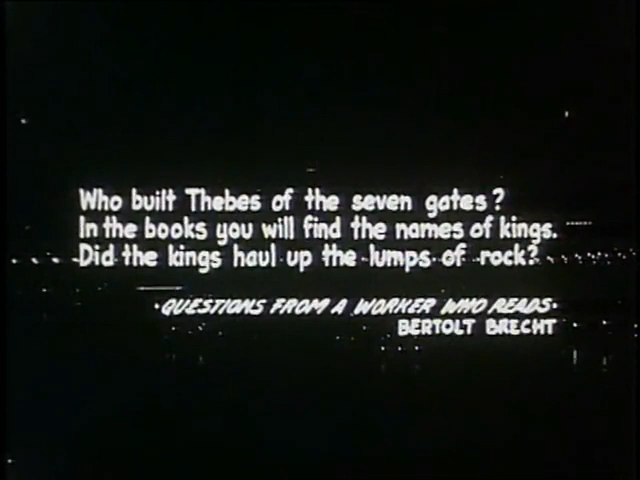 Who built Thebes of the seven gates?
In the books you will find the names of kings.
Did the kings haul up the lumps of rock?
QUESTIONS FROM A WORKER WHO READS
BERTOLT BRECHT